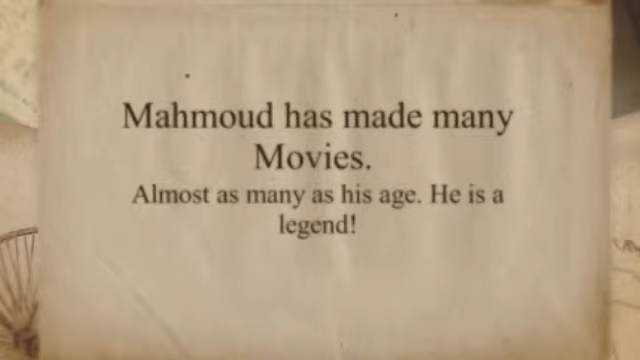 Mahmoud has made many
Movies.
Almost as many as his age. He is a
legend!